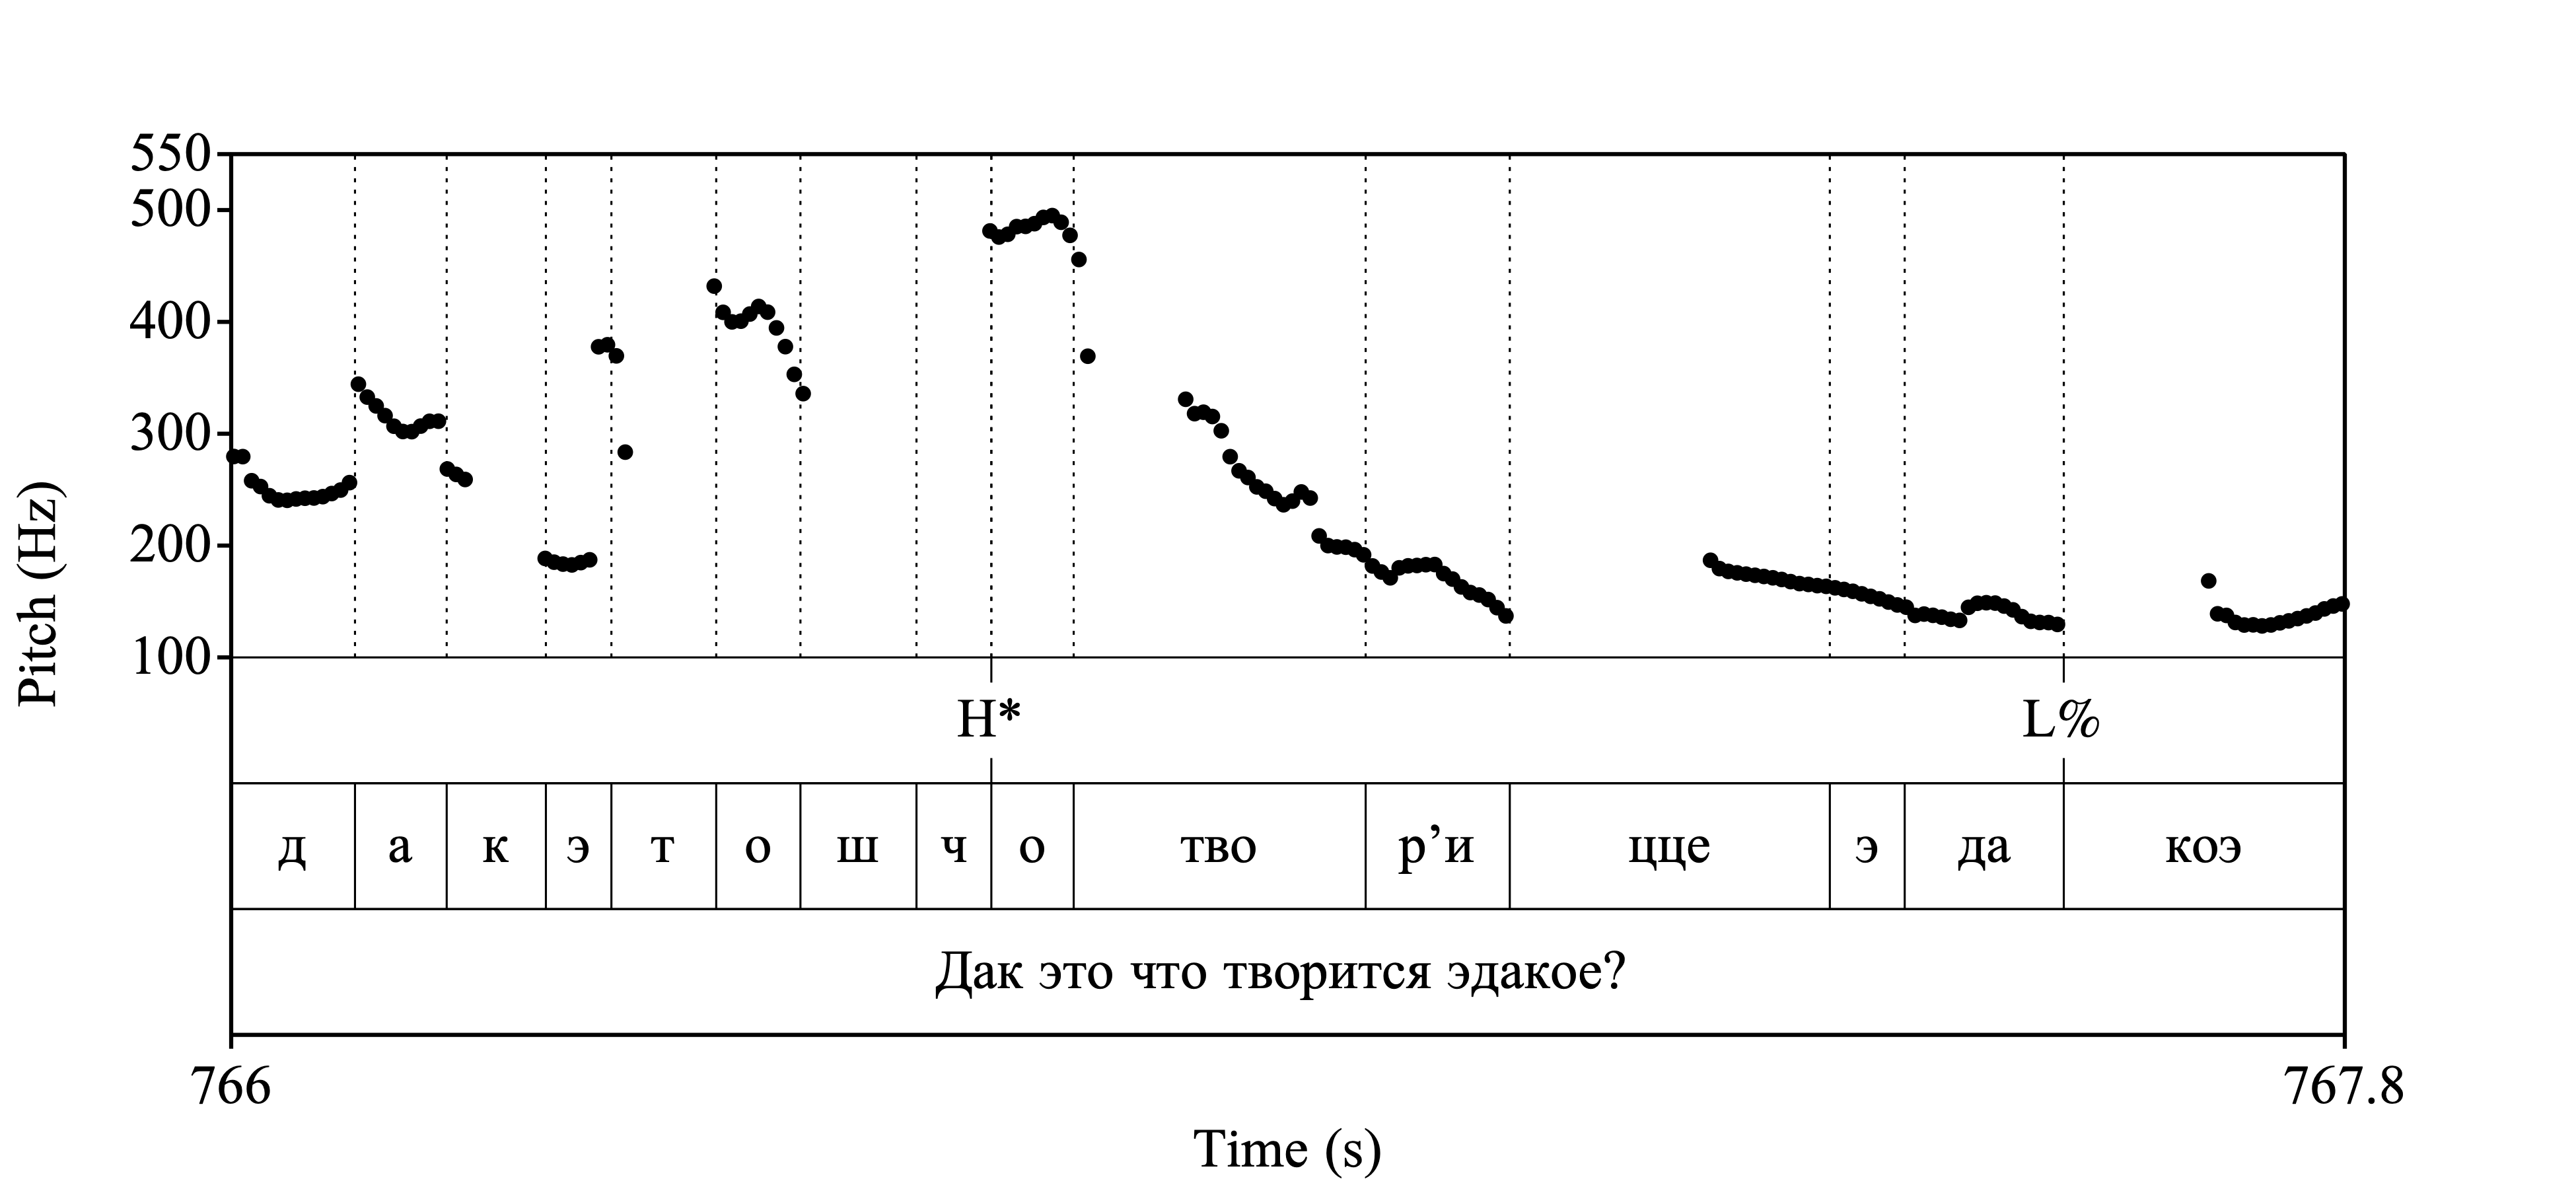 550
500
400
300
200
100
Pitch (Hz)
H* L%
д а к э т о ш ч о тво р’и цце э да коэ
Дак это что творится эдакое?
766 767.8
Time (s)